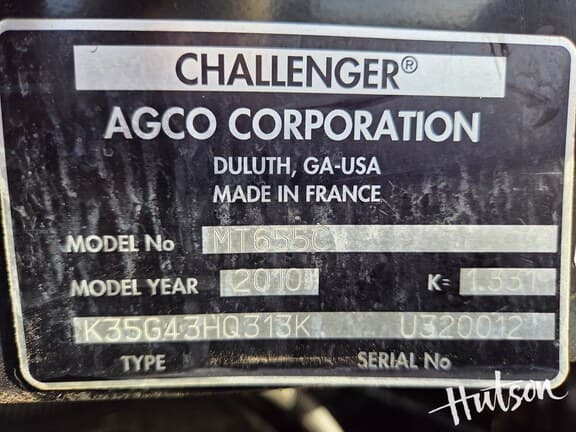 CHALLENGER®
AGCO CORPORATION
DULUTH, GA-USA
MADE IN FRANCE
MODEL No MT655C
MODEL YEAR 2010 K= 1.331
K35G43HQ313K U320012
TYPE SERIAL No
Hutson